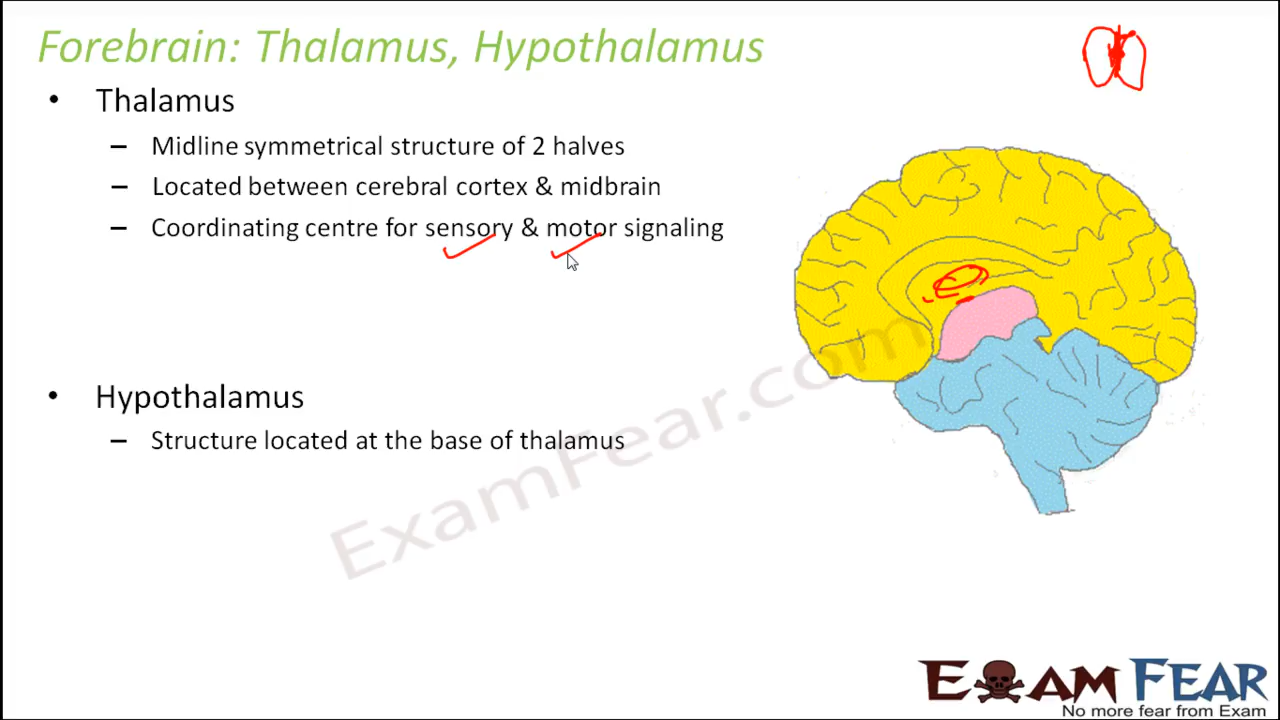 Forebrain: Thalamus, Hypothalamus
• Thalamus
– Midline symmetrical structure of 2 halves
– Located between cerebral cortex & midbrain
– Coordinating centre for sensory & motor signaling
• Hypothalamus
– Structure located at the base of thalamus
ExamFear.com
EXAM FEAR
No more fear from Exam